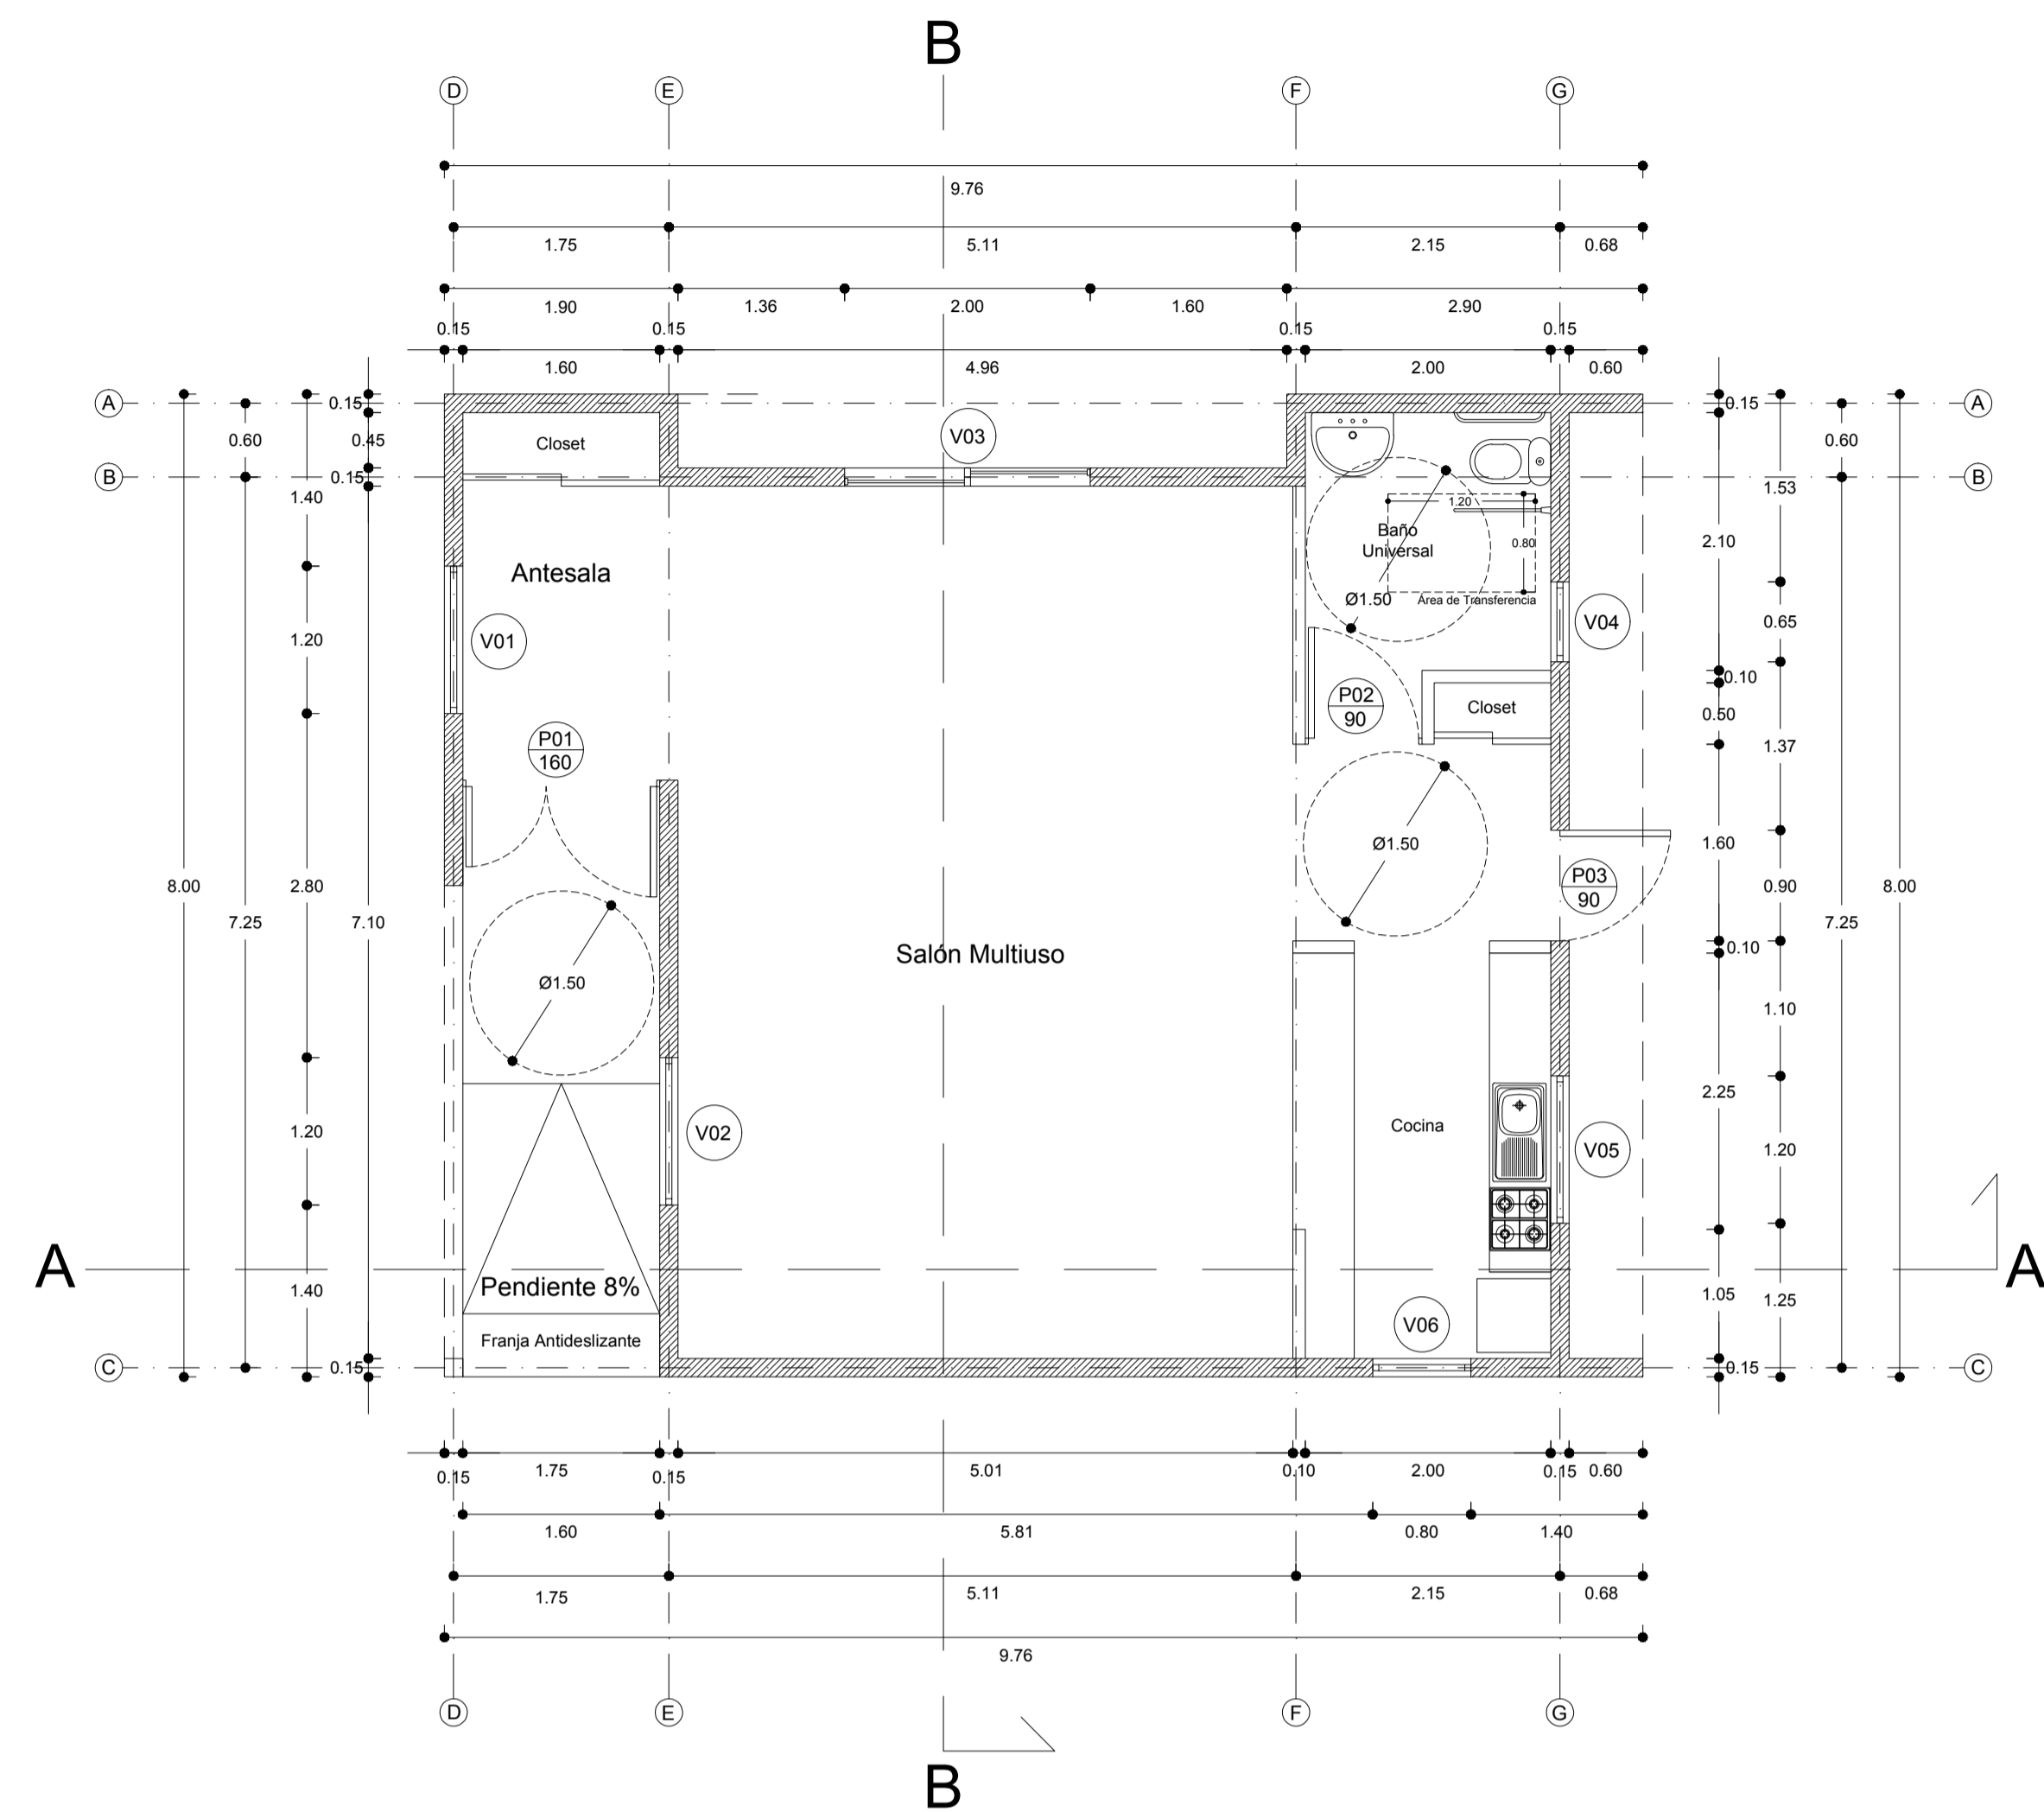 B
D E F G
9.76
1.75 5.11 2.15 0.68
1.90 1.36 2.00 1.60 2.90
0.15 0.15 0.15 0.15
1.60 4.96 2.00 0.60
A 0.15 0.15 A
0.60 0.45 Closet V03 0.60
B 0.15 B
1.40 1.53
1.20
Baño
Universal
0.80
2.10
Antesala
Ø1.50 Área de Transferencia
1.20 V01 V04 0.65
0.10
P02
90
Closet 0.50
P01
160
1.37
Ø1.50 1.60
8.00 2.80 P03
90
0.90 8.00
7.25 7.10 7.25
Salón Multiuso 0.10
Ø1.50 1.10
2.25
1.20 V02 Cocina V05 1.20
A A
Pendiente 8%
1.40 1.05 1.25
V06
Franja Antideslizante
C 0.15 0.15 C
0.15 1.75 0.15 5.01 0.10 2.00 0.15 0.60
1.60 5.81 0.80 1.40
1.75 5.11 2.15 0.68
9.76
D E F G
B